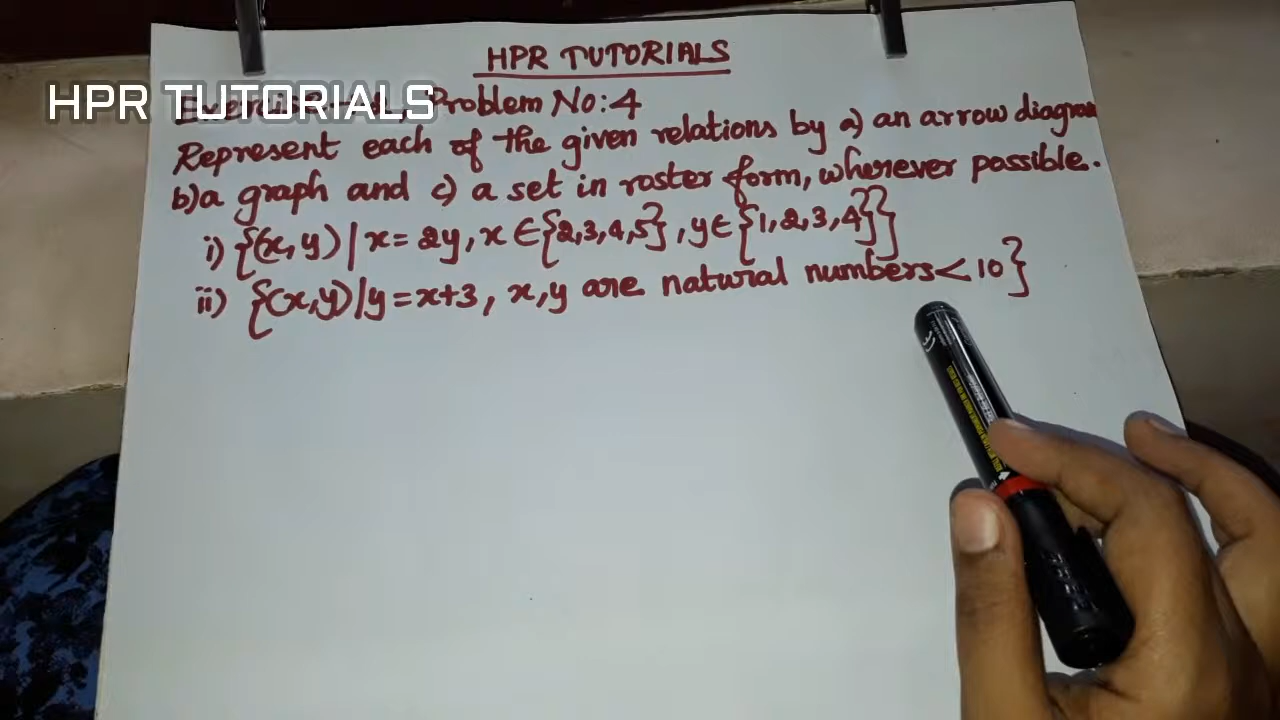 HPR TUTORIALS
HPR TUTORIALS
Problem No:4
Represent each of the given relations by a) an arrow diagram
b) a graph and c) a set in roster form, wherever possible.
i) {(x,y) | x = 2y, x ∈ {2,3,4,5}, y ∈ {1,2,3,4}}
ii) {(x,y) | y = x+3, x,y are natural numbers < 10}